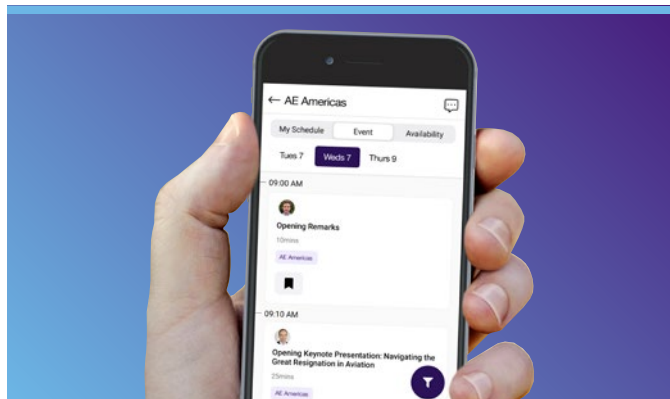 ← AE Americas
My Schedule Event Availability
Tues 7 Weds 7 Thurs 9
09:00 AM
Opening Remarks
10mins
AE Americas
09:10 AM
Opening Keynote Presentation: Navigating the
Great Resignation in Aviation
25mins
AE Americas